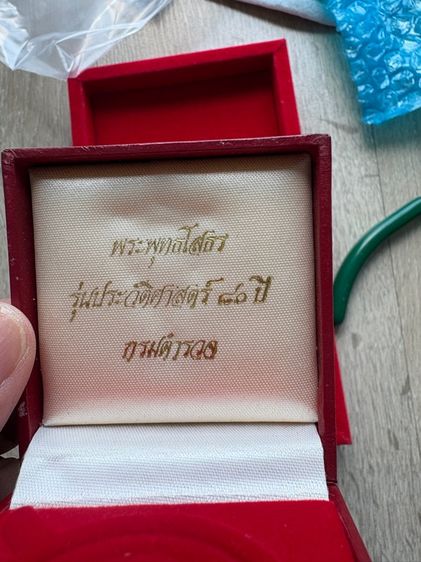 พระพุทธโสธร
รุ่นประวัติศาสตร์ ๘๐ ปี
กรมตำรวจ